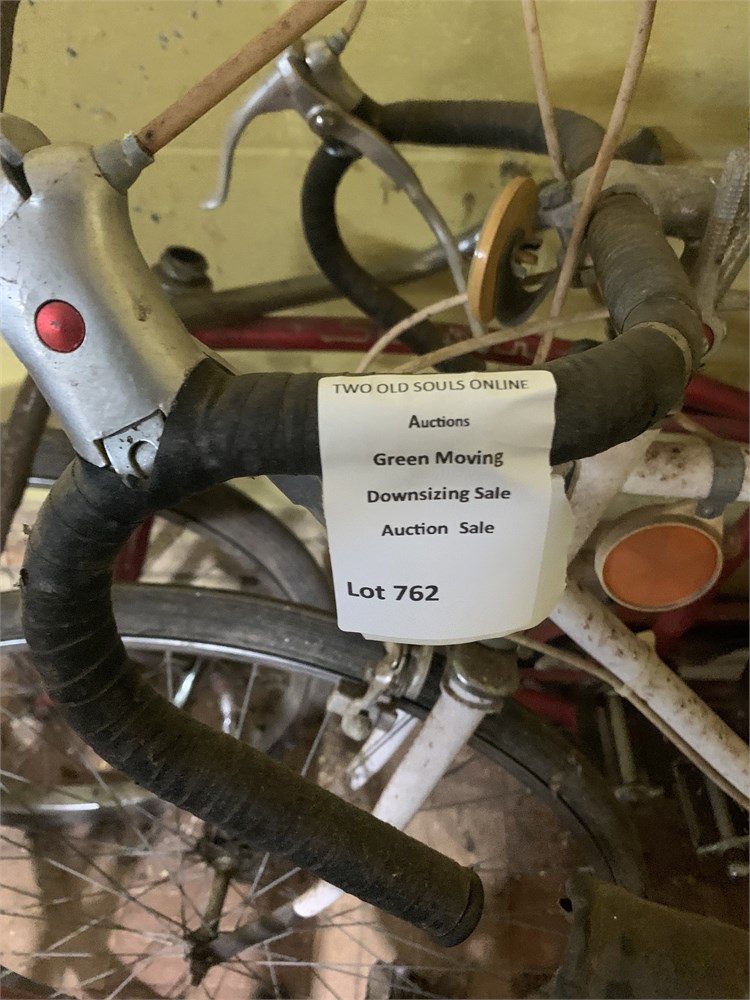 TWO OLD SOULS ONLINE
Auctions
Green Moving
Downsizing Sale
Auction Sale
Lot 762